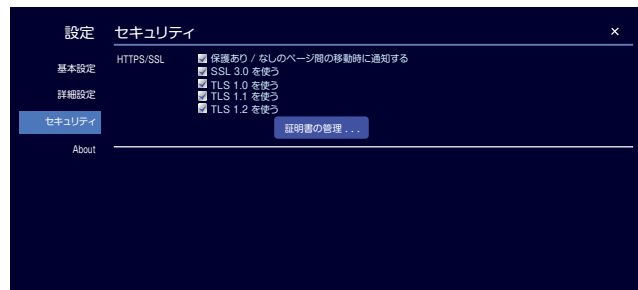 設定
セキュリティ
×
基本設定
詳細設定
セキュリティ
About
HTTPS/SSL
保護あり / なしのページ間の移動時に通知する
SSL 3.0 を使う
TLS 1.0 を使う
TLS 1.1 を使う
TLS 1.2 を使う
証明書の管理 . . .